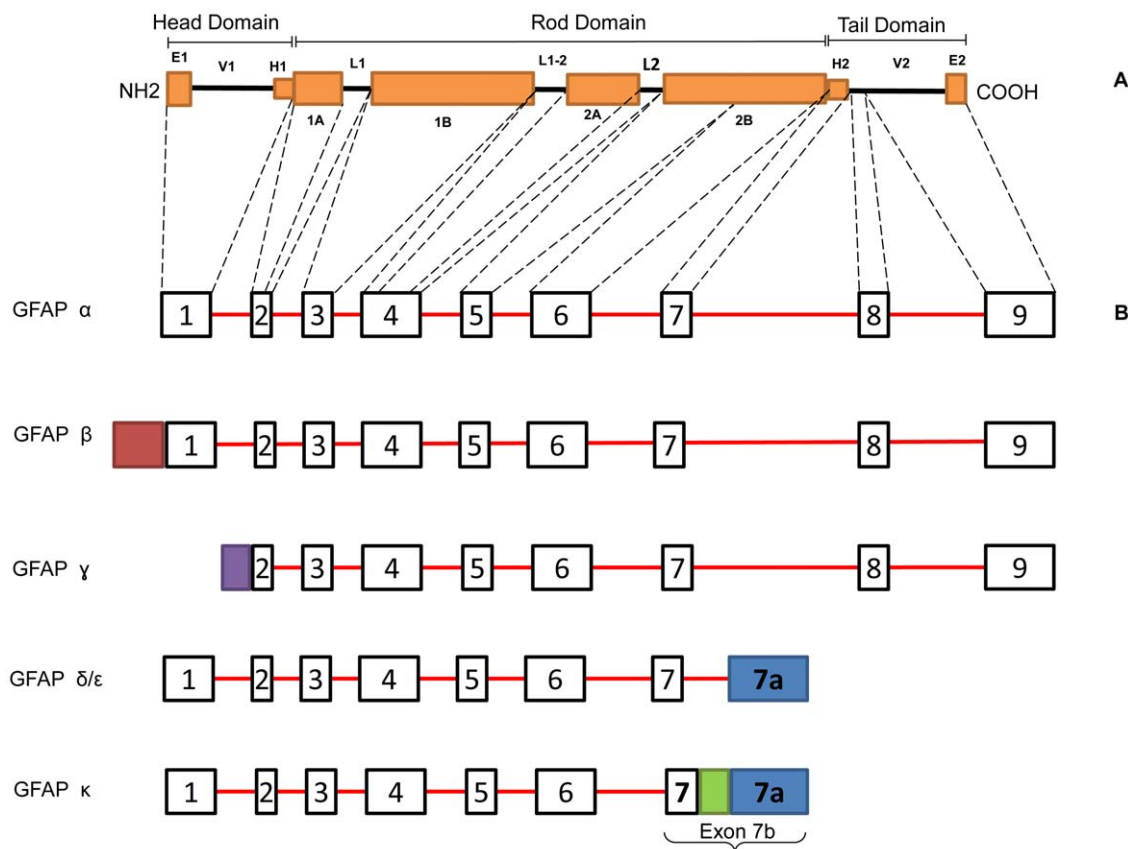 Head Domain Rod Domain Tail Domain
E1 V1 H1 L1 L1-2 L2 H2 V2 E2
NH2 COOH A
1A 1B 2A 2B
GFAP α 1 2 3 4 5 6 7 8 9 B
GFAP β 1 2 3 4 5 6 7 8 9
GFAP ɣ 2 3 4 5 6 7 8 9
GFAP δ/ε 1 2 3 4 5 6 7 7a
GFAP κ 1 2 3 4 5 6 7 7a
Exon 7b